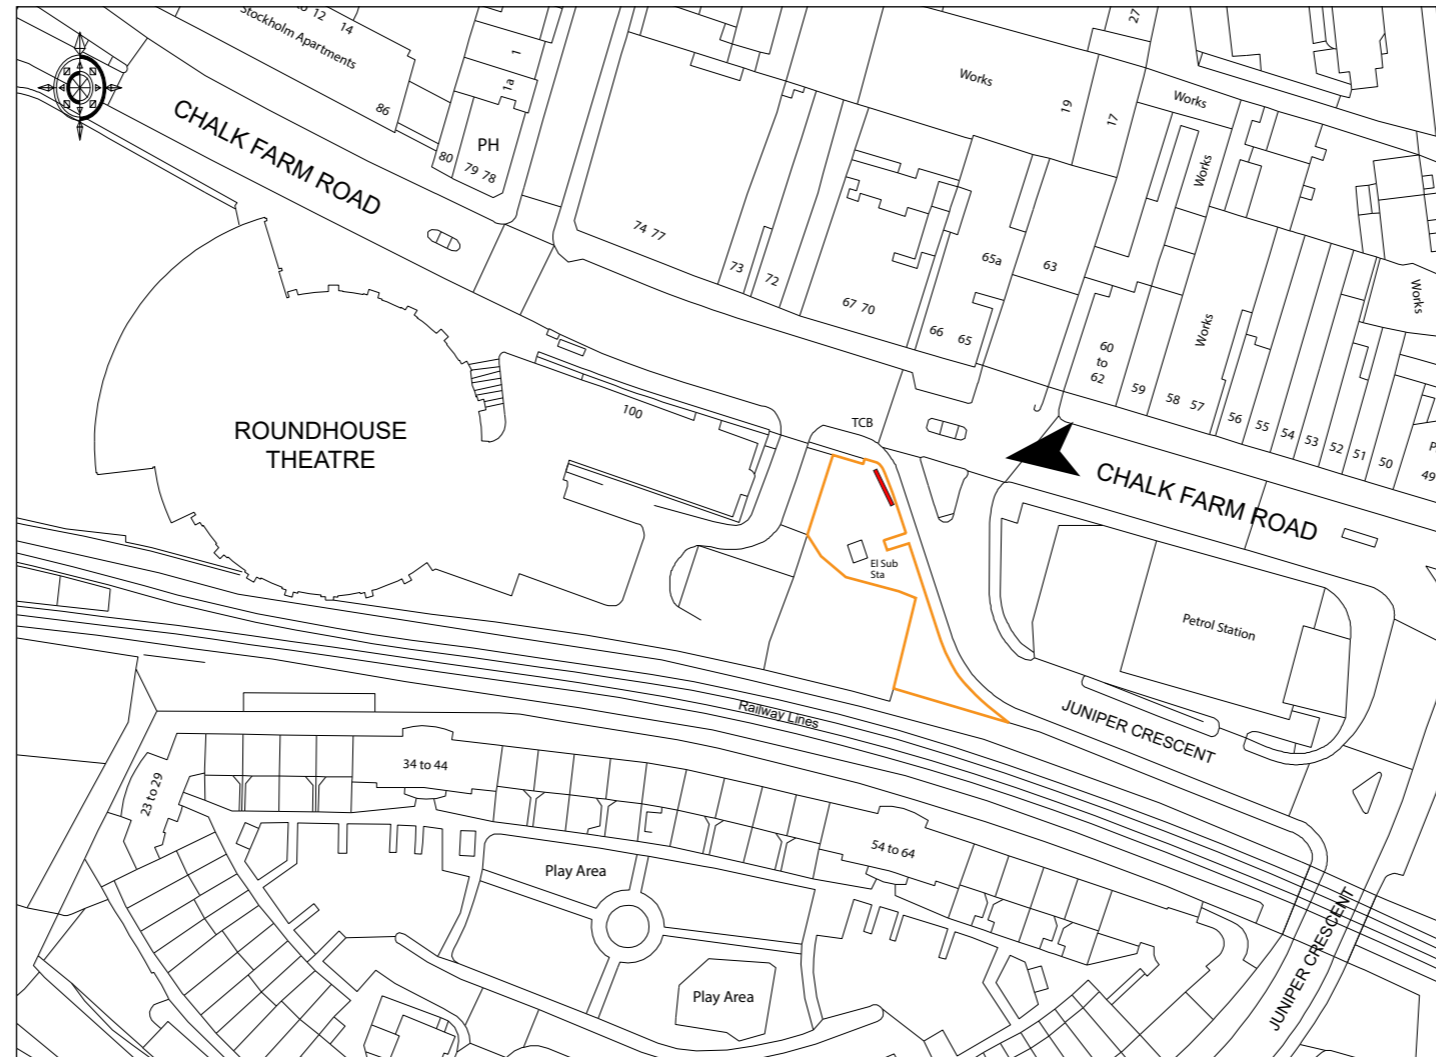 to 12 14
Stockholm Apartments
86
CHALK FARM ROAD
1
1a
PH
80
79 78
74 77
73
72
67 70
66
65
65a
63
Works
19
17
27
Works
Works
Works
Works
60
to
62
59
58 57
56
55
54
53
52
51
50
49
TCB
100
ROUNDHOUSE
THEATRE
CHALK FARM ROAD
El Sub
Sta
Petrol Station
JUNIPER CRESCENT
Railway Lines
23 to 29
34 to 44
54 to 64
Play Area
Play Area
JUNIPER CRESCENT